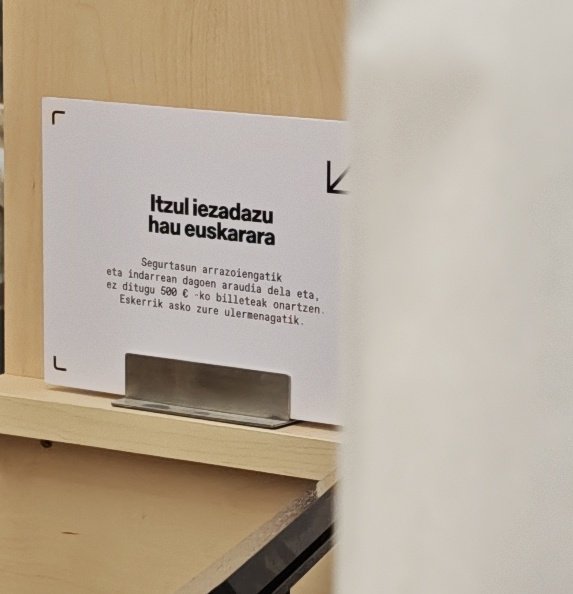 Itzul iezadazu
hau euskarara
Segurtasun arrazoiengatik
eta indarrean dagoen araudia dela eta,
ez ditugu 500 € -ko billeteak onartzen.
Eskerrik asko zure ulermenagatik.